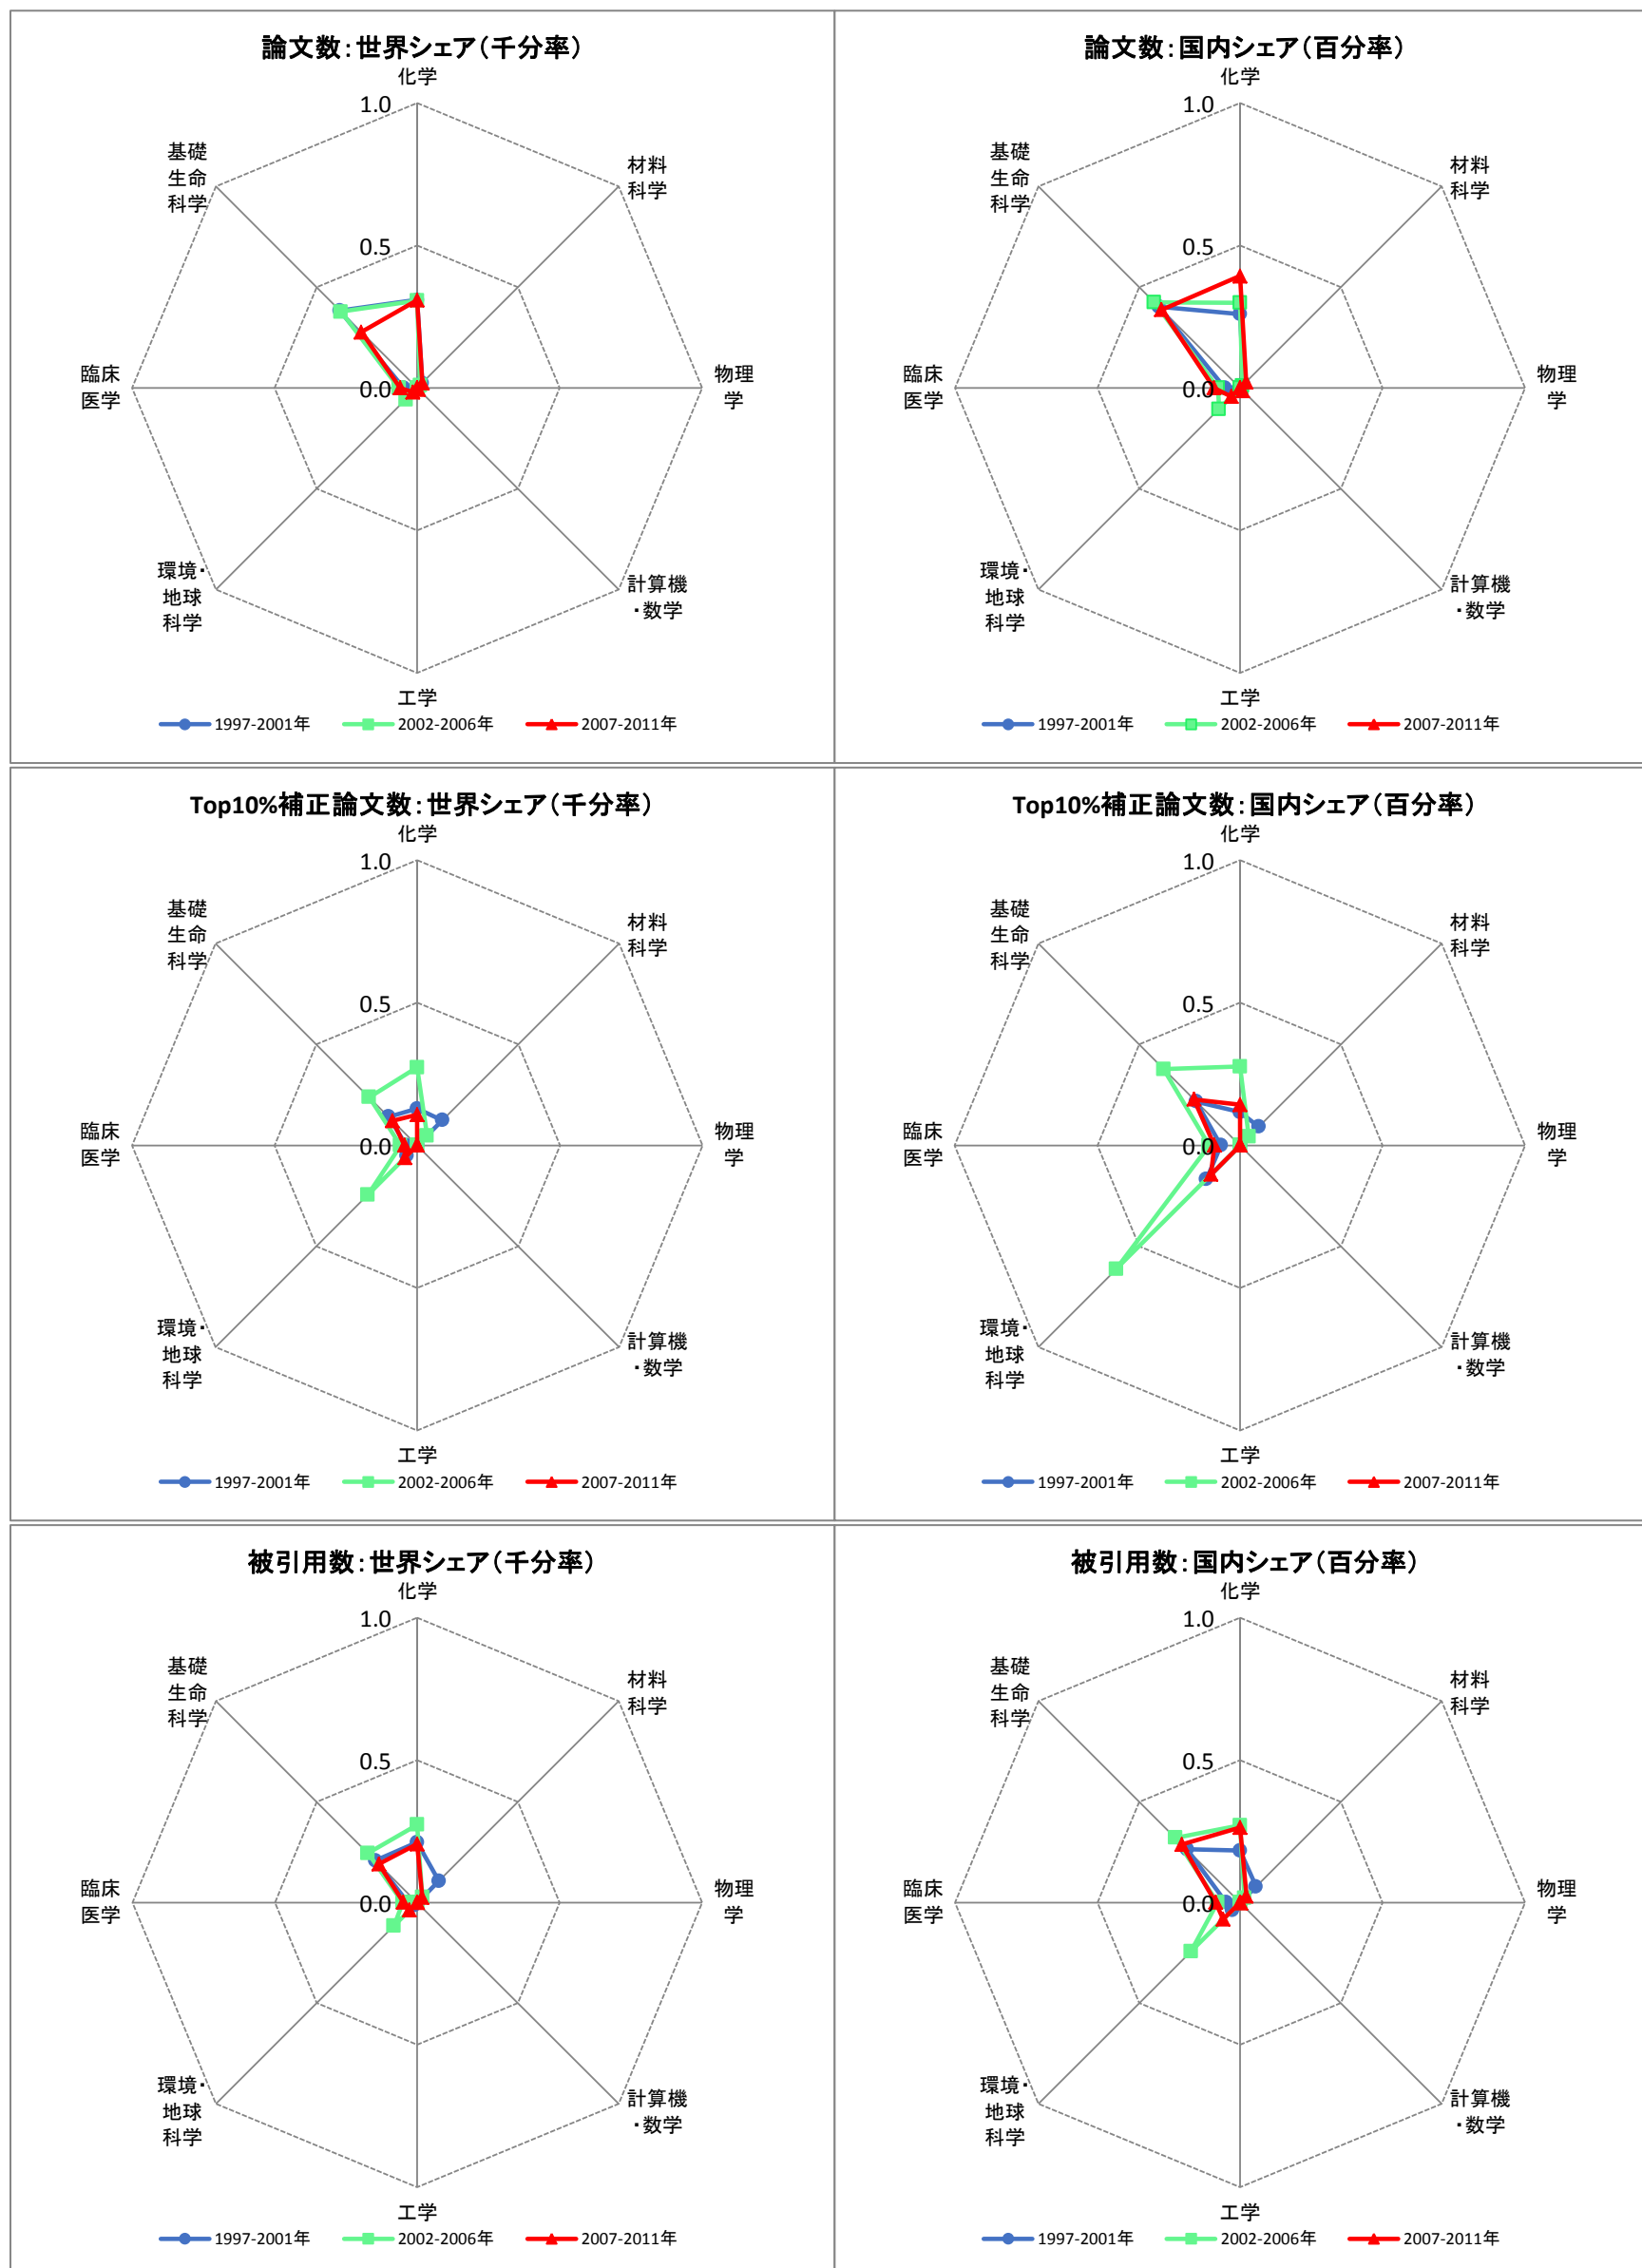 論文数：世界シェア（千分率）
化学
1.0
基礎
生命
科学
材料
科学
0.5
臨床
医学
0.0
物理
学
環境・
地球
科学
計算機
・数学
工学
1997-2001年
2002-2006年
2007-2011年
論文数：国内シェア（百分率）
化学
1.0
基礎
生命
科学
材料
科学
0.5
臨床
医学
0.0
物理
学
環境・
地球
科学
計算機
・数学
工学
1997-2001年
2002-2006年
2007-2011年
Top10%補正論文数：世界シェア（千分率）
化学
1.0
基礎
生命
科学
材料
科学
0.5
臨床
医学
0.0
物理
学
環境・
地球
科学
計算機
・数学
工学
1997-2001年
2002-2006年
2007-2011年
Top10%補正論文数：国内シェア（百分率）
化学
1.0
基礎
生命
科学
材料
科学
0.5
臨床
医学
0.0
物理
学
環境・
地球
科学
計算機
・数学
工学
1997-2001年
2002-2006年
2007-2011年
被引用数：世界シェア（千分率）
化学
1.0
基礎
生命
科学
材料
科学
0.5
臨床
医学
0.0
物理
学
環境・
地球
科学
計算機
・数学
工学
1997-2001年
2002-2006年
2007-2011年
被引用数：国内シェア（百分率）
化学
1.0
基礎
生命
科学
材料
科学
0.5
臨床
医学
0.0
物理
学
環境・
地球
科学
計算機
・数学
工学
1997-2001年
2002-2006年
2007-2011年